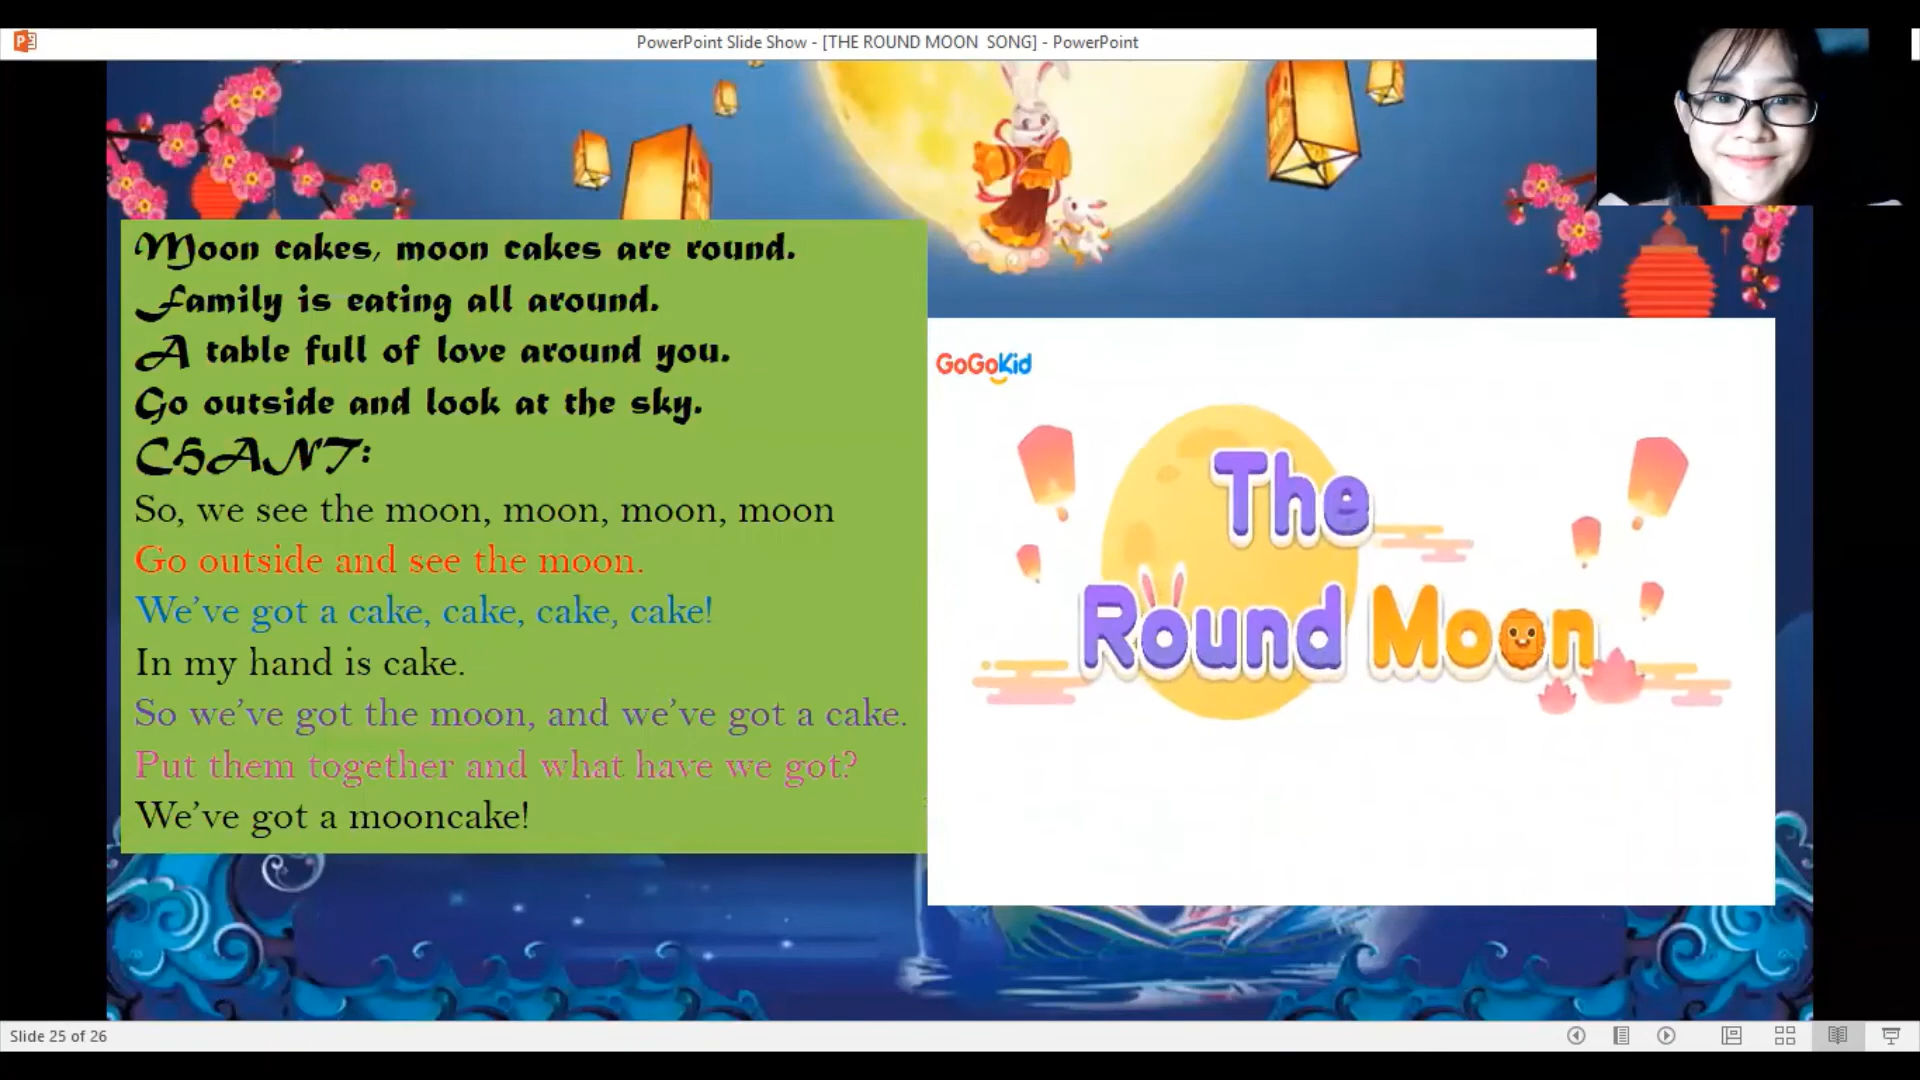 PowerPoint Slide Show - [THE ROUND MOON  SONG] - PowerPoint
Moon cakes, moon cakes are round.
Family is eating all around.
A table full of love around you.
Go outside and look at the sky.
CHANT:
So, we see the moon, moon, moon, moon
Go outside and see the moon.
We've got a cake, cake, cake, cake!
In my hand is cake.
So we've got the moon, and we've got a cake.
Put them together and what have we got?
We've got a mooncake!
GoGoKid
The
Round Moon
Slide 25 of 26